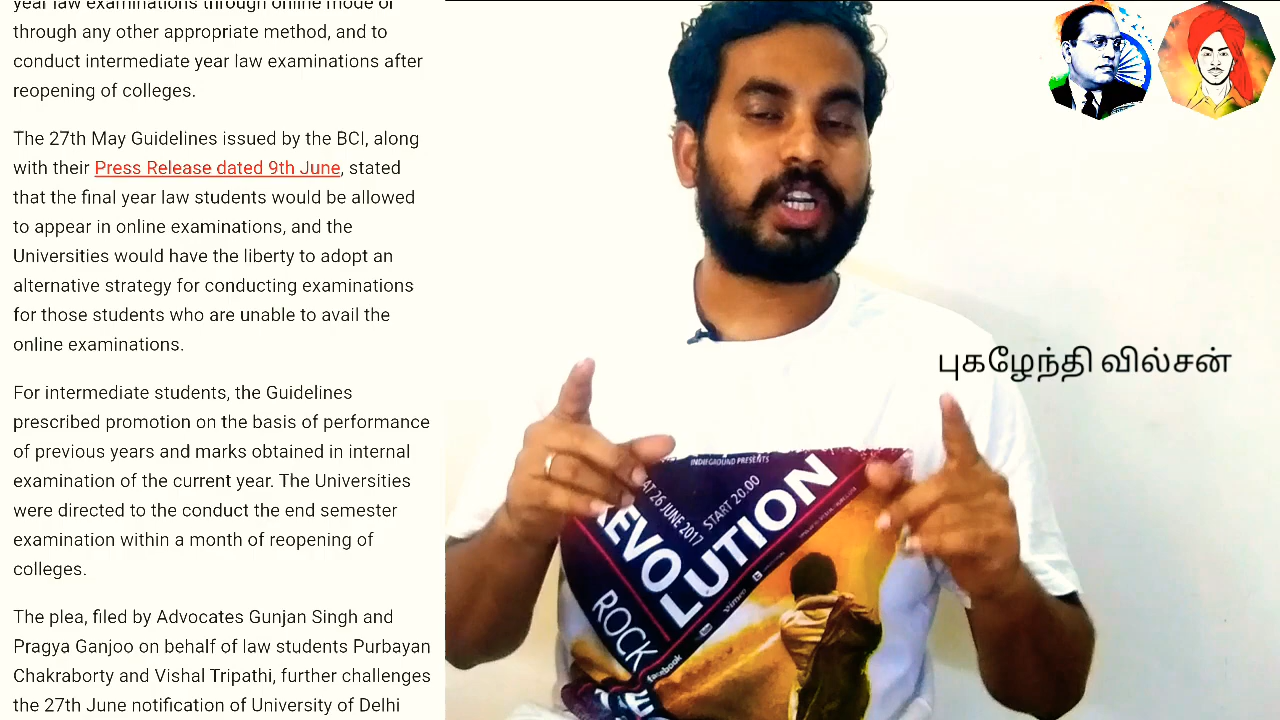 year law examinations through online mode or
through any other appropriate method, and to
conduct intermediate year law examinations after
reopening of colleges.
The 27th May Guidelines issued by the BCI, along
with their Press Release dated 9th June, stated
that the final year law students would be allowed
to appear in online examinations, and the
Universities would have the liberty to adopt an
alternative strategy for conducting examinations
for those students who are unable to avail the
online examinations.
For intermediate students, the Guidelines
prescribed promotion on the basis of performance
of previous years and marks obtained in internal
examination of the current year. The Universities
were directed to the conduct the end semester
examination within a month of reopening of
colleges.
The plea, filed by Advocates Gunjan Singh and
Pragya Ganjoo on behalf of law students Purbayan
Chakraborty and Vishal Tripathi, further challenges
the 27th June notification of University of Delhi
புகழேந்தி வில்சன்
INDIEGROUND PRESENTS
AT 26 JUNE 2017
START 20.00
REVO
LUTION
ROCK
facebook
vimeo